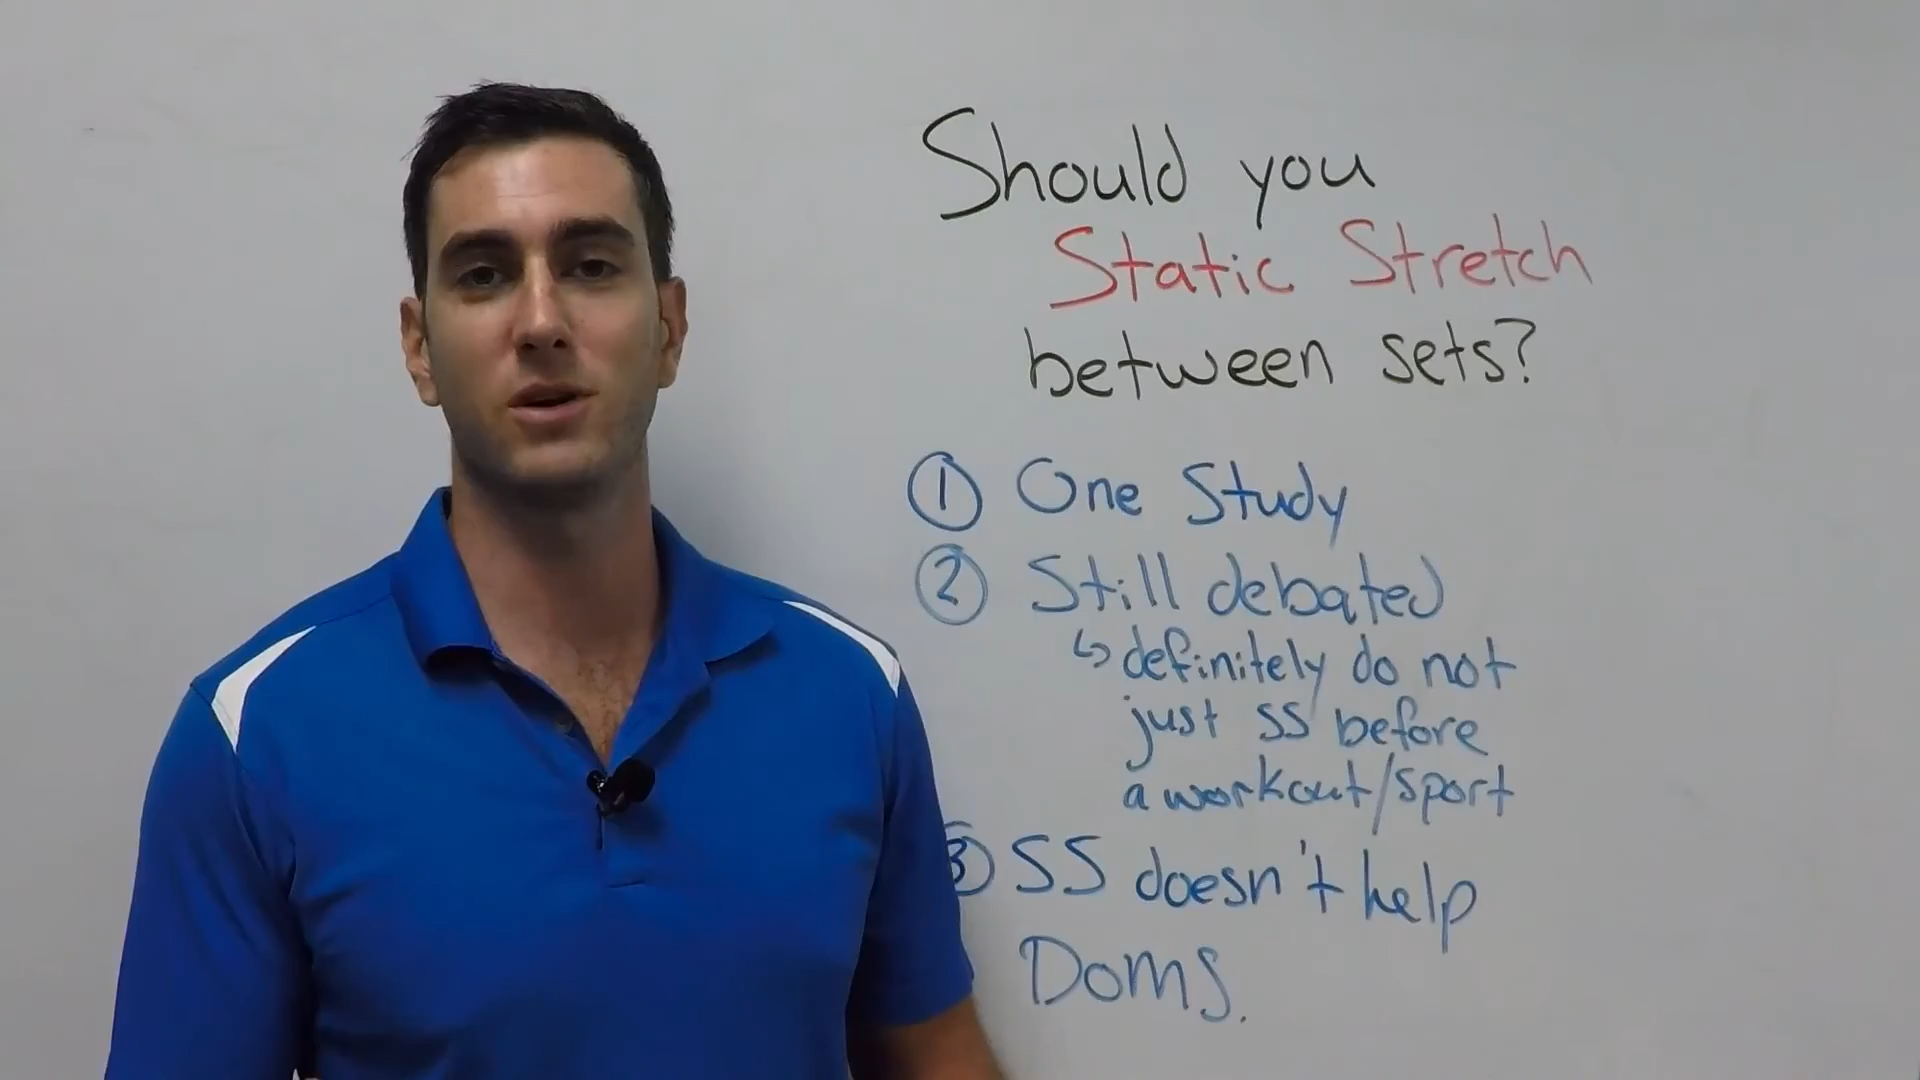 Should you
Static Stretch
between sets?
① One Study
② Still debated
↳ definitely do not
just SS before
a workout/sport
③ SS doesn't help
DOMS.